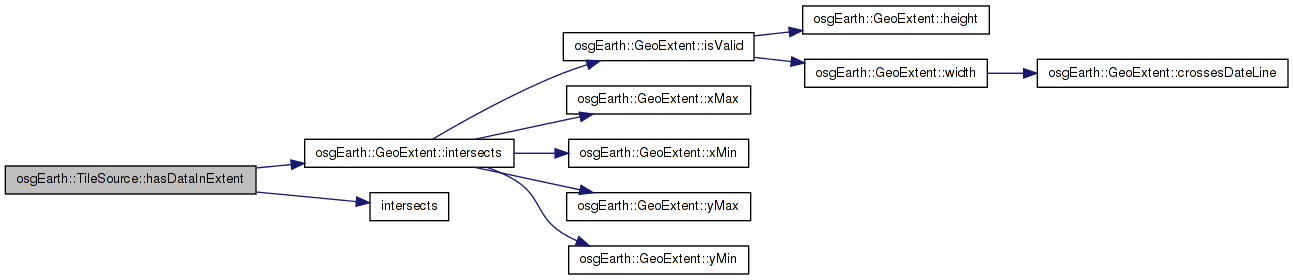 osgEarth::TileSource::hasDataInExtent
osgEarth::GeoExtent::intersects
intersects
osgEarth::GeoExtent::isValid
osgEarth::GeoExtent::xMax
osgEarth::GeoExtent::xMin
osgEarth::GeoExtent::yMax
osgEarth::GeoExtent::yMin
osgEarth::GeoExtent::height
osgEarth::GeoExtent::width
osgEarth::GeoExtent::crossesDateLine